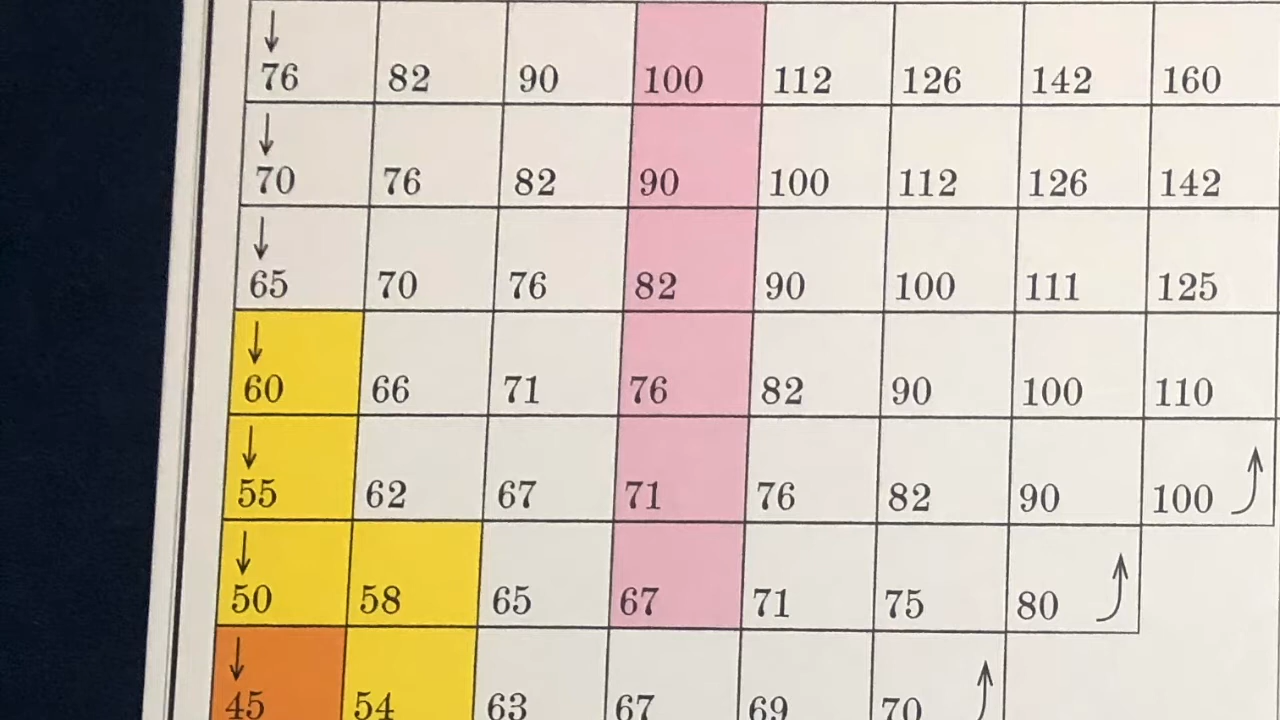 76 82 90 100 112 126 142 160
70 76 82 90 100 112 126 142
65 70 76 82 90 100 111 125
60 66 71 76 82 90 100 110
55 62 67 71 76 82 90 100
50 58 65 67 71 75 80
45 54 63 67 69 70